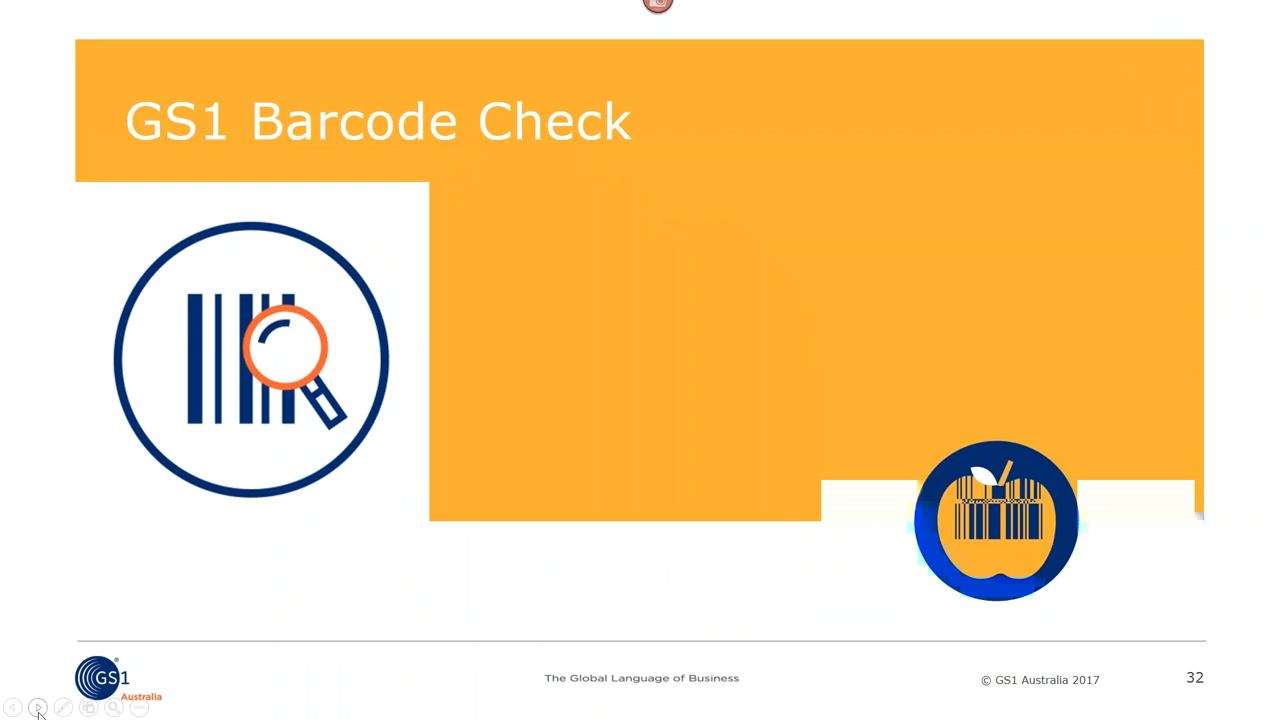 GS1 Barcode Check
GS1
®
Australia
The Global Language of Business
© GS1 Australia 2017
32